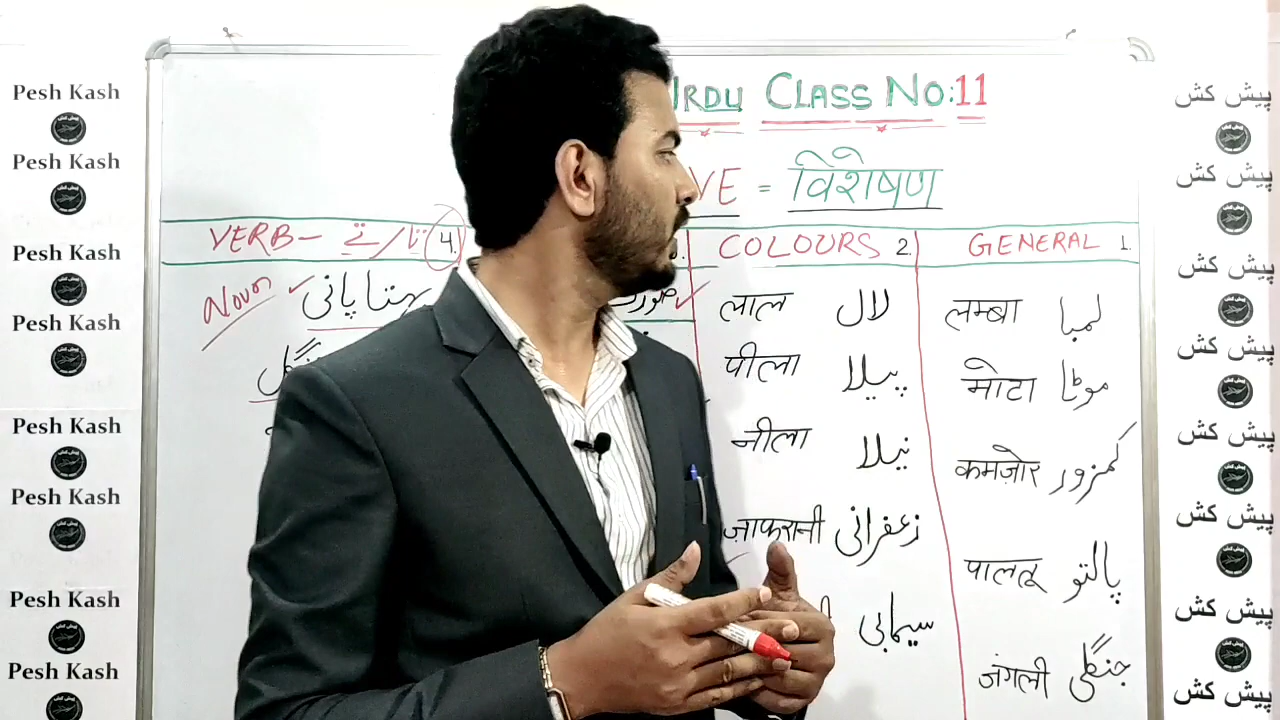 URDU CLASS NO:11
VE = विशेषण
VERB- تا/تے 4.
COLOURS 2.
GENERAL 1.
Noun بہتا پانی
صورت
लाल لال
पीला پیلا
नीला نیلا
ज़ाफ़रानी زعفرانی
سیمابی
लम्बा لمبا
मोटा موٹا
कमज़ोर کمزور
पालतू پالتو
जंगली جنگلی
Pesh Kash
Pesh Kash
Pesh Kash
Pesh Kash
Pesh Kash
Pesh Kash
Pesh Kash
Pesh Kash
پیش کش
پیش کش
پیش کش
پیش کش
پیش کش
پیش کش
پیش کش
پیش کش